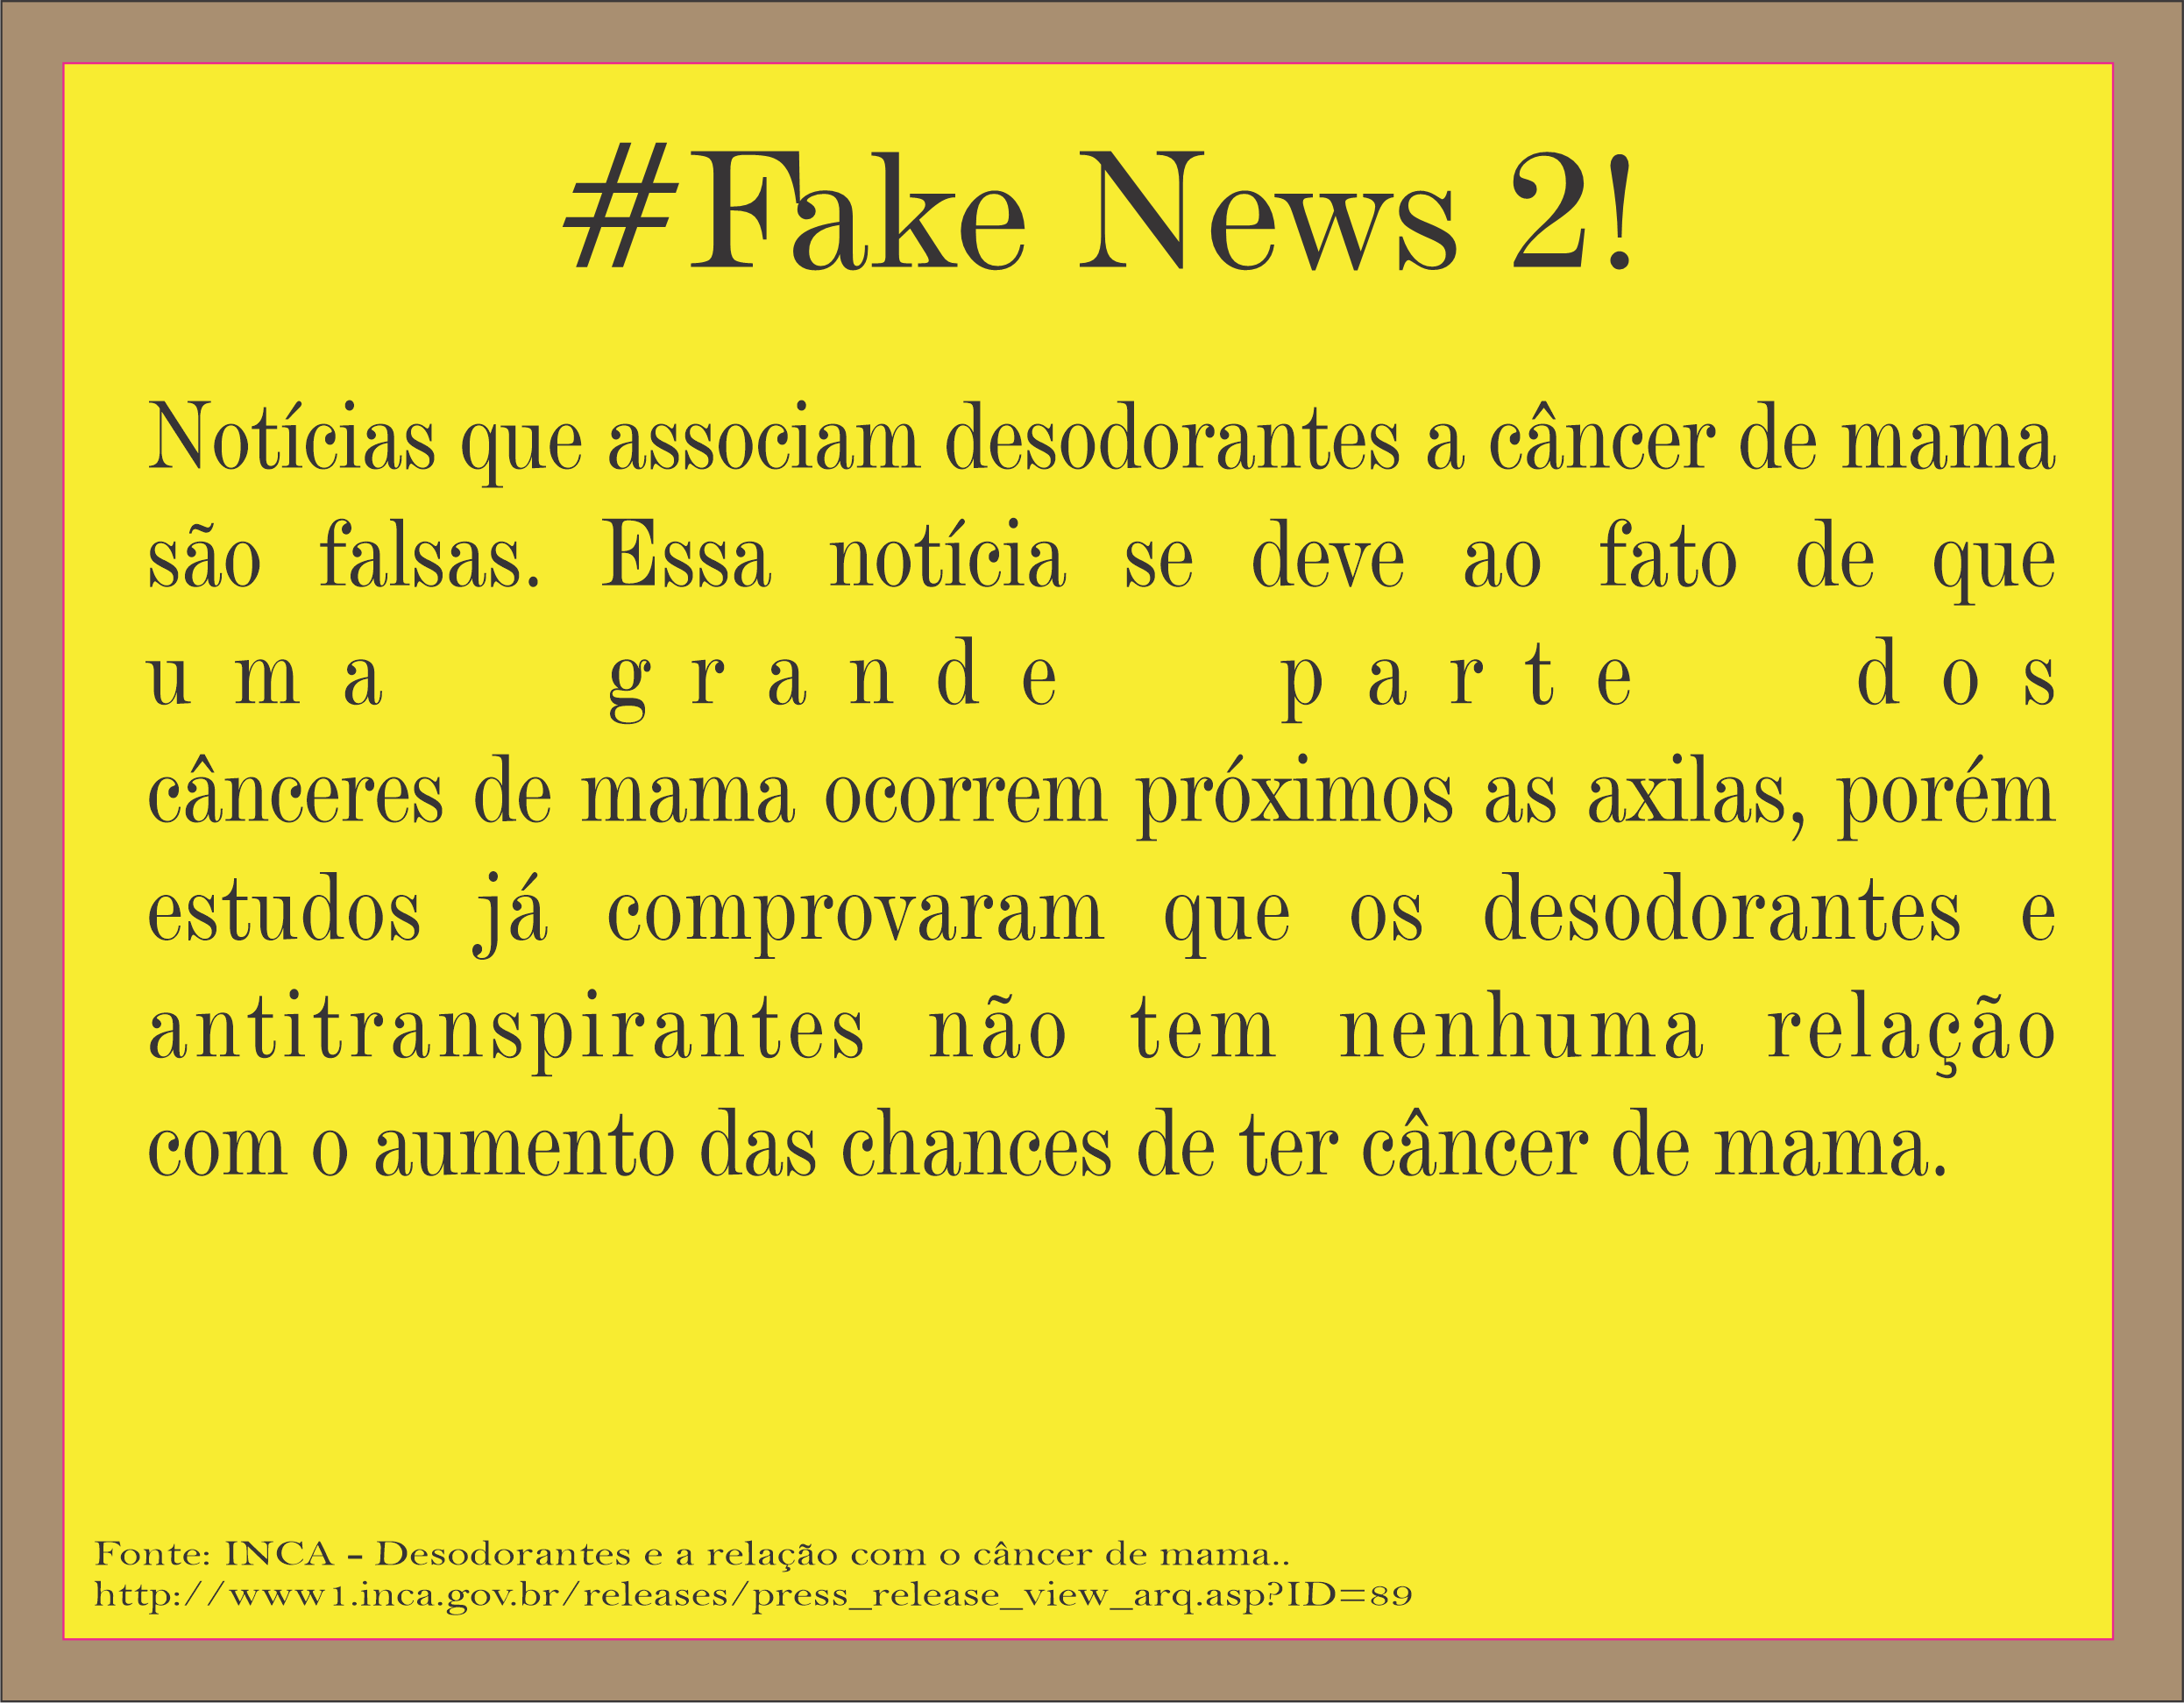 #Fake News 2!
Notícias que associam desodorantes a câncer de mama
são falsas. Essa notícia se deve ao fato de que
uma grande parte dos
cânceres de mama ocorrem próximos as axilas, porém
estudos já comprovaram que os desodorantes e
antitranspirantes não tem nenhuma relação
com o aumento das chances de ter câncer de mama.
Fonte: INCA - Desodorantes e a relação com o câncer de mama..
http://www1.inca.gov.br/releases/press_release_view_arq.asp?ID=89